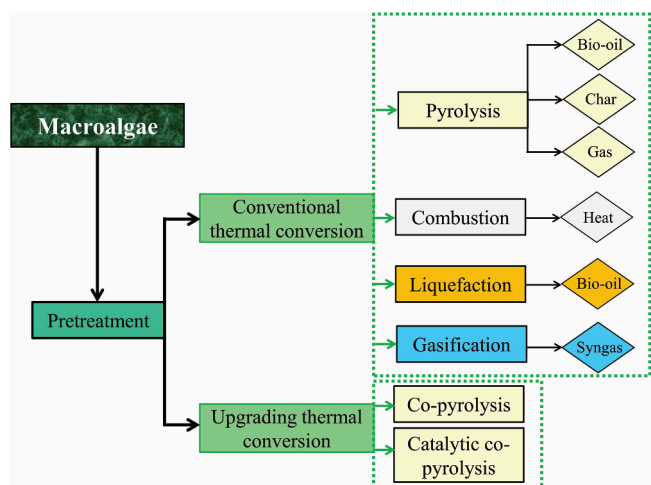 Macroalgae
Pretreatment
Conventional
thermal conversion
Pyrolysis
Bio-oil
Char
Gas
Combustion
Heat
Liquefaction
Bio-oil
Gasification
Syngas
Upgrading thermal
conversion
Co-pyrolysis
Catalytic co-
pyrolysis